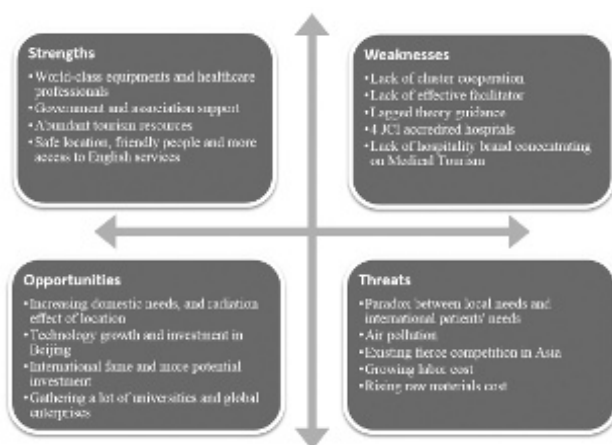 Strengths
•World-class equipments and healthcare
professionals
•Government and association support
•Abundant tourism resources
•Safe location, friendly people and more
access to English services
Weaknesses
•Lack of cluster cooperation
•Lack of effective facilitator
•Lagged theory guidance
•4 JCI accredited hospitals
•Lack of hospitality brand concentrating
on Medical Tourism
Opportunities
•Increasing domestic needs, and radiation
effect of location
•Technology growth and investment in
Beijing
•International fame and more potential
investment
•Gathering a lot of universities and global
enterprises
Threats
•Paradox between local needs and
international patients' needs
•Air pollution
•Existing fierce competition in Asia
•Growing labor cost
•Rising raw materials cost